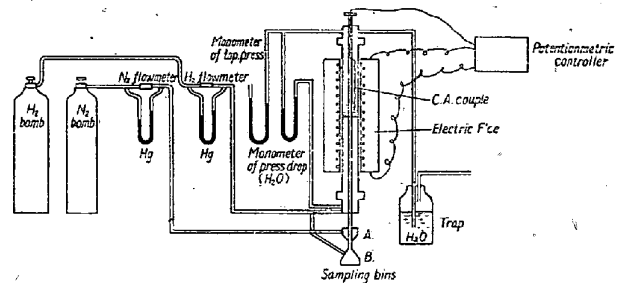 Manometer
of top press
N₂ flowmeter
H₂ flowmeter
Potentionmetric
controller
H₂
bomb
N₂
bomb
C.A. couple
Electric F'ce
Hg
Hg
Manometer
of press drop
(H₂O)
A.
B.
Sampling bins
H₂O
Trap